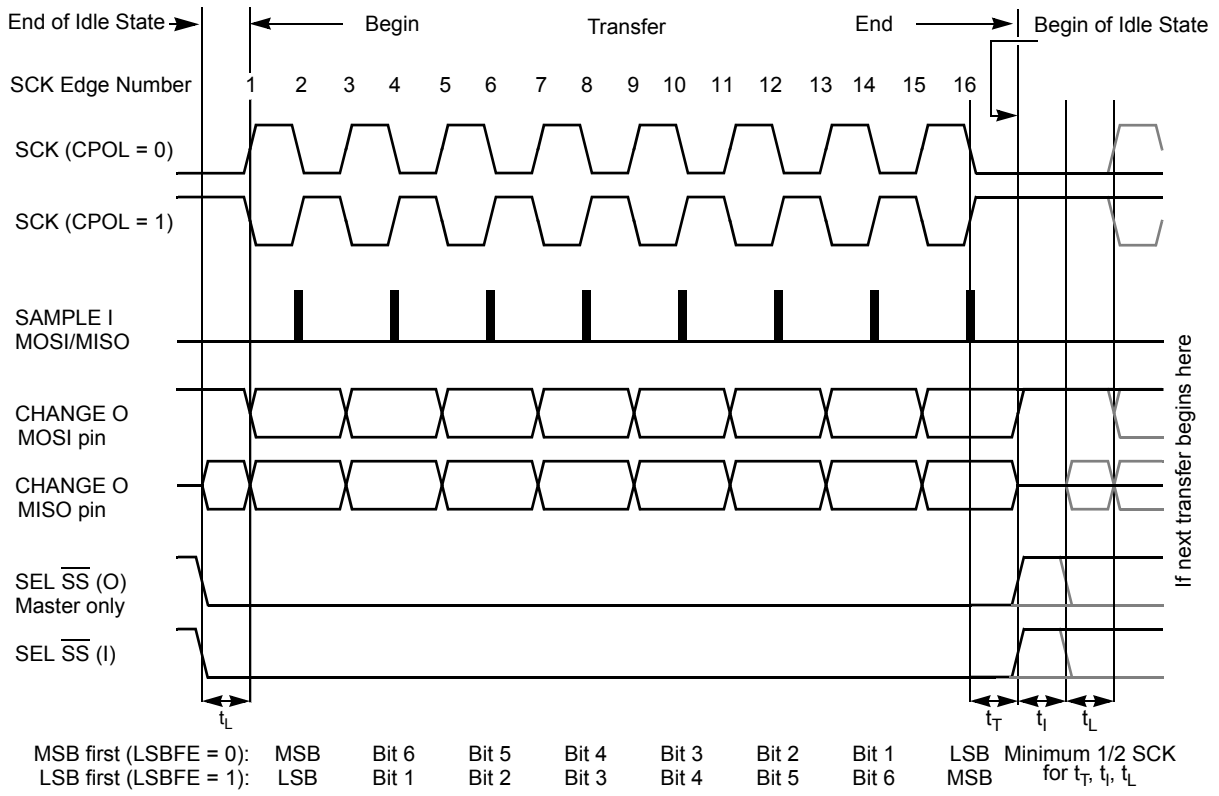 End of Idle State Begin Transfer End Begin of Idle State
SCK Edge Number 1 2 3 4 5 6 7 8 9 10 11 12 13 14 15 16
SCK (CPOL = 0)
SCK (CPOL = 1)
SAMPLE I
MOSI/MISO
CHANGE O
MOSI pin
CHANGE O
MISO pin
SEL SS (O)
Master only
SEL SS (I)
If next transfer begins here
tL tT tI tL
MSB first (LSBFE = 0): MSB Bit 6 Bit 5 Bit 4 Bit 3 Bit 2 Bit 1 LSB Minimum 1/2 SCK
LSB first (LSBFE = 1): LSB Bit 1 Bit 2 Bit 3 Bit 4 Bit 5 Bit 6 MSB for tT, tI, tL